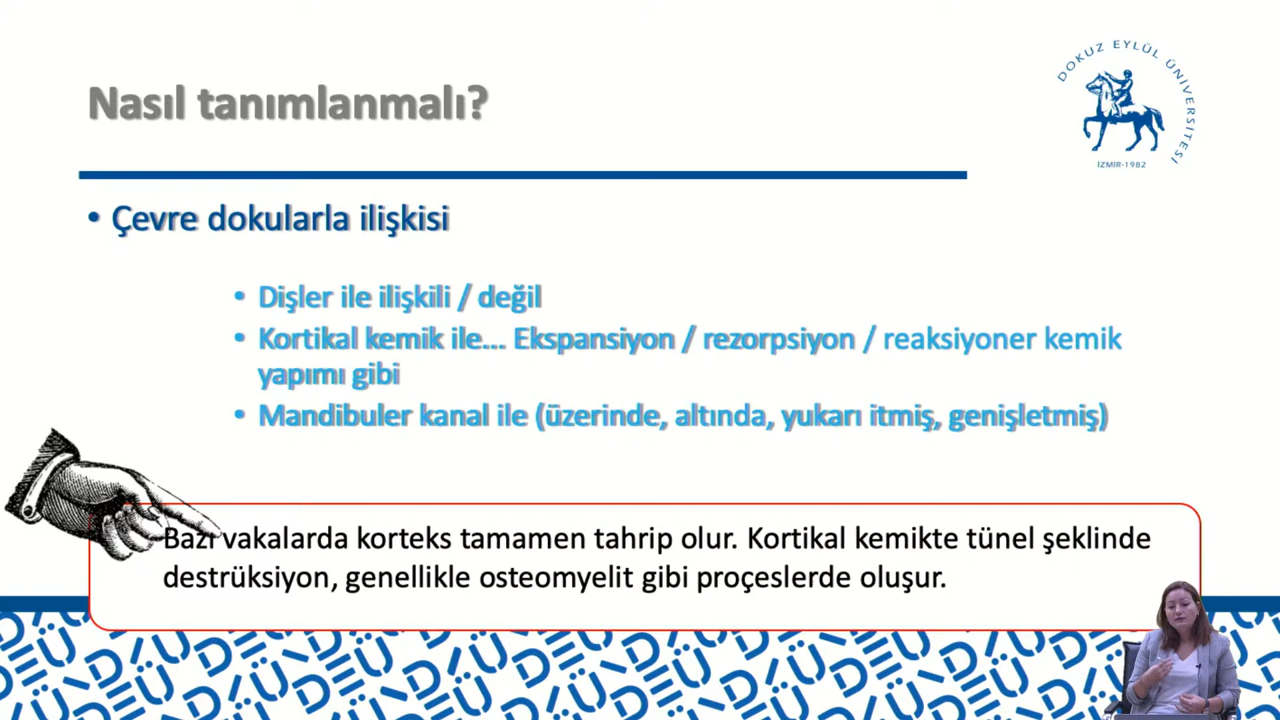 DOKUZ EYLÜL ÜNİVERSİTESİ
İZMİR-1982
Nasıl tanımlanmalı?
• Çevre dokularla ilişkisi
• Dişler ile ilişkili / değil
• Kortikal kemik ile... Ekspansiyon / rezorpsiyon / reaksiyoner kemik
yapımı gibi
• Mandibuler kanal ile (üzerinde, altında, yukarı itmiş, genişletmiş)
Bazı vakalarda korteks tamamen tahrip olur. Kortikal kemikte tünel şeklinde
destrüksiyon, genellikle osteomyelit gibi proçeslerde oluşur.